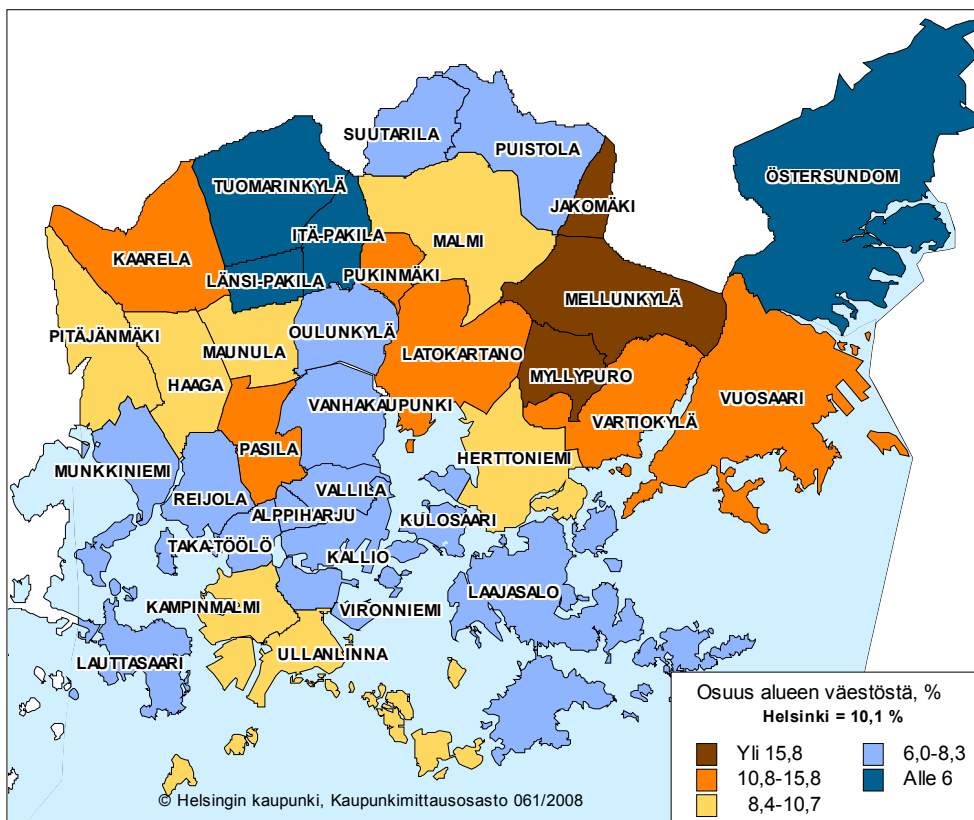 SUUTARILA
PUISTOLA
ÖSTERSUNDOM
TUOMARINKYLÄ
JAKOMÄKI
ITÄ-PAKILA
MALMI
KAARELA
PUKINMÄKI
LÄNSI-PAKILA
MELLUNKYLÄ
PITÄJÄNMÄKI
OULUNKYLÄ
MAUNULA
LATOKARTANO
HAAGA
MYLLYPURO
VUOSAARI
VANHAKAUPUNKI
VARTIOKYLÄ
PASILA
HERTTONIEMI
MUNKKINIEMI
REIJOLA
VALLILA
ALPPIHARJU
KULOSAARI
TAKA-TÖÖLÖ
KALLIO
LAAJASALO
KAMPINMALMI
VIRONNIEMI
ULLANLINNA
LAUTTASAARI
Osuus alueen väestöstä, %
Helsinki = 10,1 %
Yli 15,8
10,8-15,8
8,4-10,7
6,0-8,3
Alle 6
© Helsingin kaupunki, Kaupunkimittausosasto 061/2008